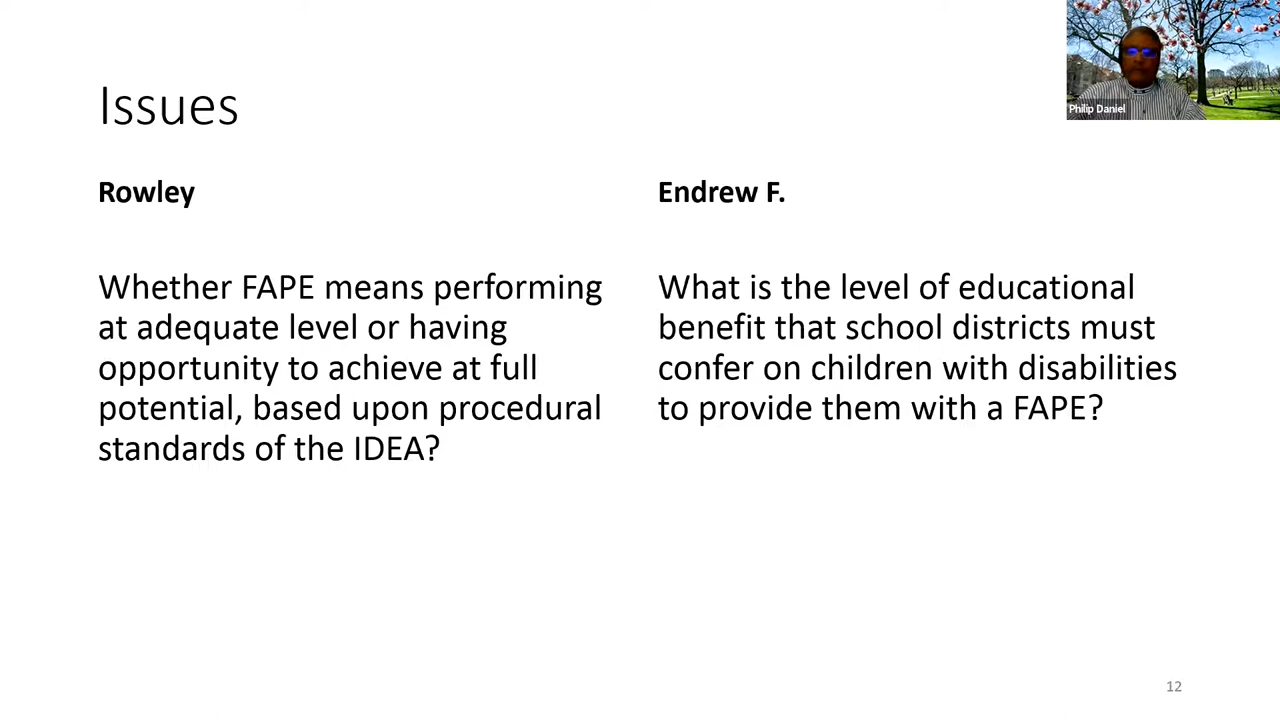 Issues
Philip Daniel
Rowley
Whether FAPE means performing
at adequate level or having
opportunity to achieve at full
potential, based upon procedural
standards of the IDEA?
Endrew F.
What is the level of educational
benefit that school districts must
confer on children with disabilities
to provide them with a FAPE?
12